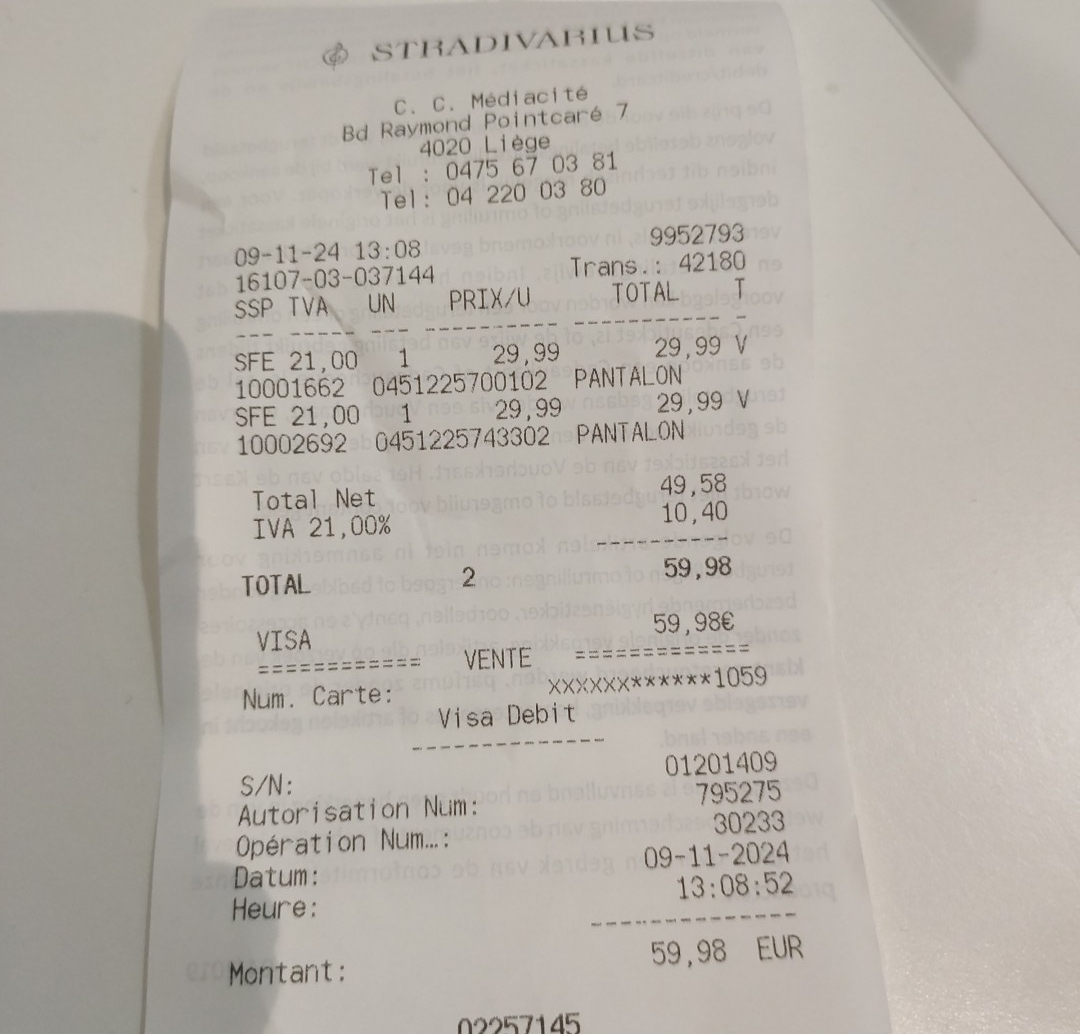 STRADIVARIUS
C. C. Médiacité
Bd Raymond Pointcaré 7
4020 Liège
Tel : 0475 67 03 81
Tel: 04 220 03 80
09-11-24 13:08 9952793
16107-03-037144 Trans.: 42180
SSP TVA UN PRIX/U TOTAL T
--- ----- --- ---------- ---------- -
SFE 21,00 1 29,99 29,99 V
10001662 0451225700102 PANTALON
SFE 21,00 1 29,99 29,99 V
10002692 0451225743302 PANTALON
Total Net 49,58
IVA 21,00% 10,40
----------
TOTAL 2 59,98
VISA 59,98€
============ VENTE =============
Num. Carte: XXXXXX******1059
Visa Debit
--------------
S/N: 01201409
Autorisation Num: 795275
Opération Num…: 30233
Datum: 09-11-2024
Heure: 13:08:52
---------------
Montant: 59,98 EUR
02257145